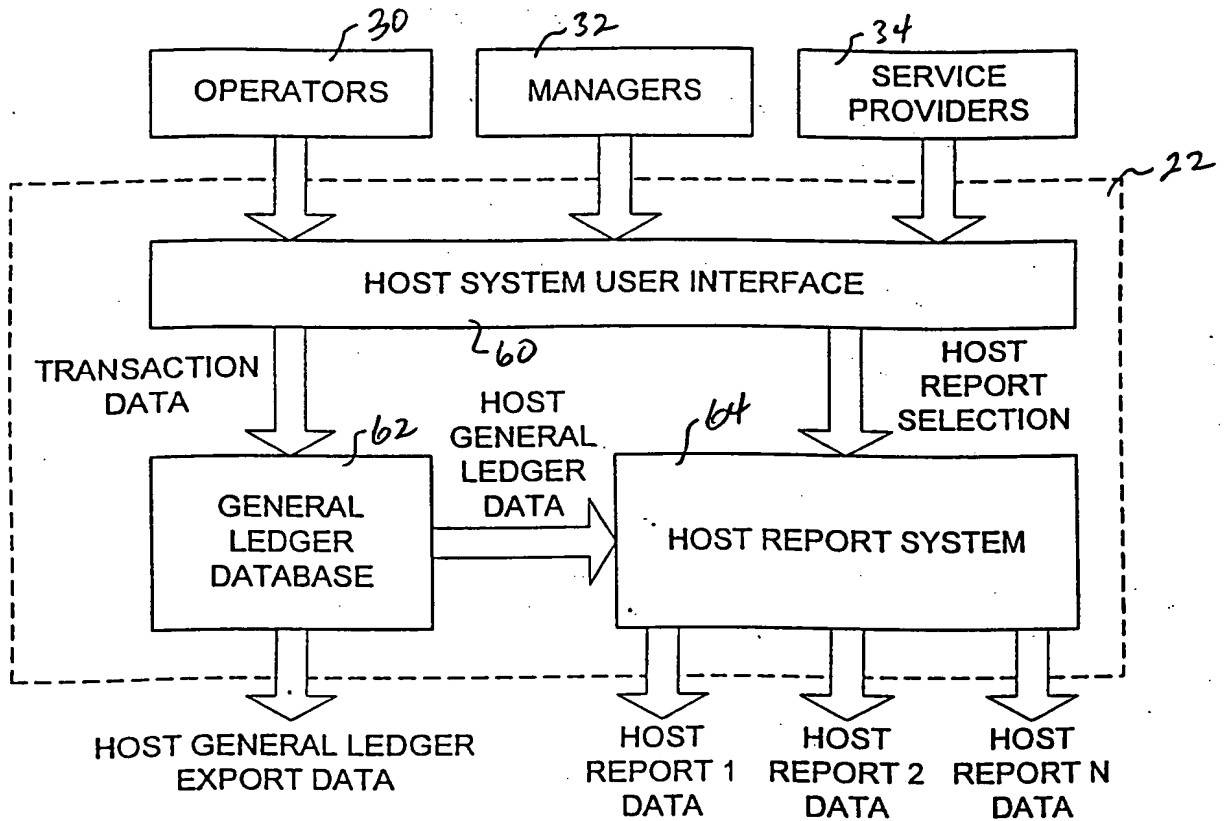 30
32
34
OPERATORS
MANAGERS
SERVICE
PROVIDERS
22
HOST SYSTEM USER INTERFACE
60
TRANSACTION
DATA
HOST
REPORT
SELECTION
62
HOST
GENERAL
LEDGER
DATA
64
GENERAL
LEDGER
DATABASE
HOST REPORT SYSTEM
HOST GENERAL LEDGER
EXPORT DATA
HOST
REPORT 1
DATA
HOST
REPORT 2
DATA
HOST
REPORT N
DATA